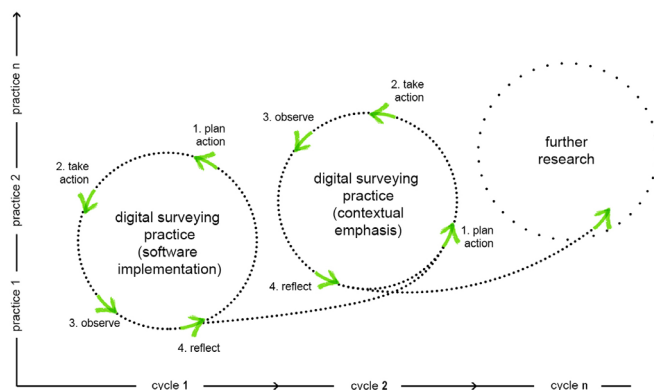 practice n
practice 2
practice 1
1. plan
action
2. take
action
digital surveying
practice
(software
implementation)
3. observe
4. reflect
2. take
action
3. observe
digital surveying
practice
(contextual
emphasis)
1. plan
action
4. reflect
further
research
cycle 1
cycle 2
cycle n